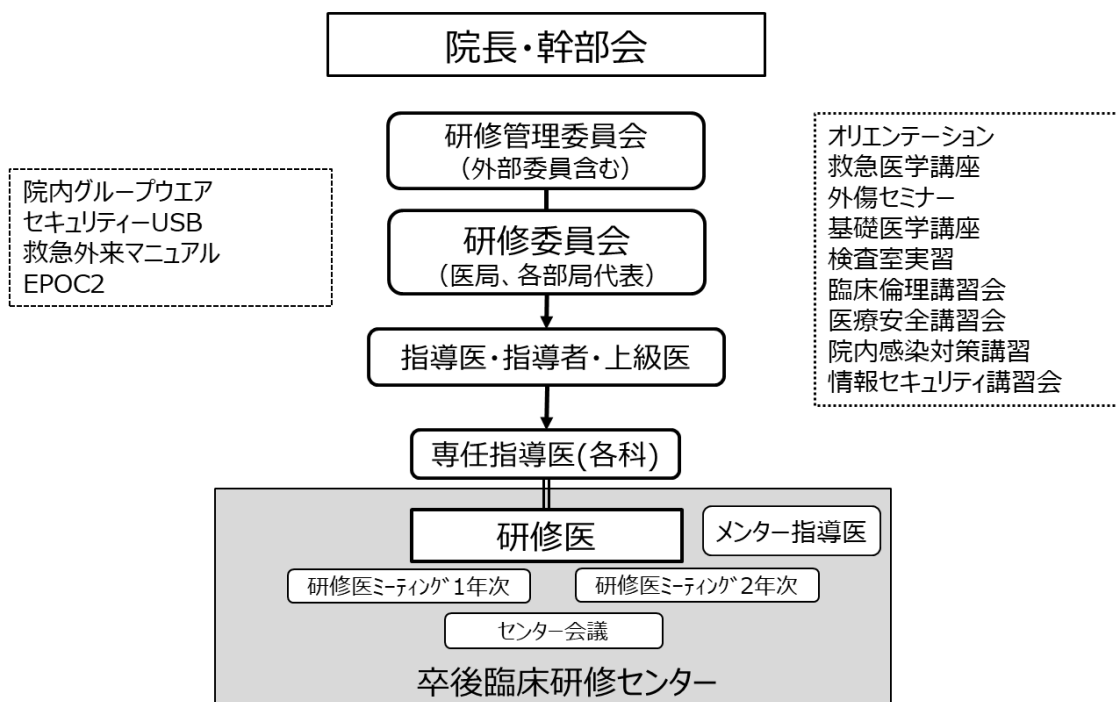 院長・幹部会
研修管理委員会
（外部委員含む）
院内グループウエア
セキュリティーUSB
救急外来マニュアル
EPOC2
研修委員会
（医局、各部局代表）
オリエンテーション
救急医学講座
外傷セミナー
基礎医学講座
検査室実習
臨床倫理講習会
医療安全講習会
院内感染対策講習
情報セキュリティ講習会
指導医・指導者・上級医
専任指導医(各科)
研修医
メンター指導医
研修医ﾐｰﾃｨﾝｸﾞ1年次
研修医ﾐｰﾃｨﾝｸﾞ2年次
センター会議
卒後臨床研修センター